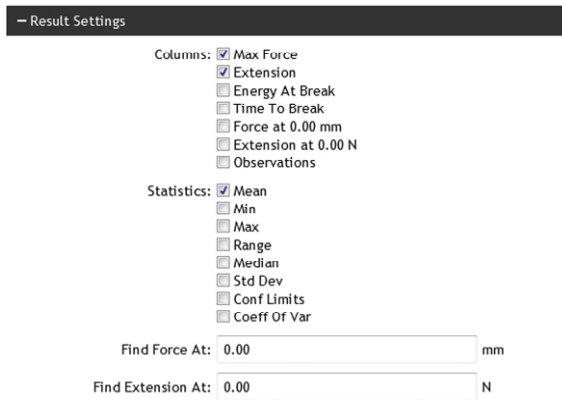 Result Settings
Columns: Max Force
Extension
Energy At Break
Time To Break
Force at 0.00 mm
Extension at 0.00 N
Observations
Statistics: Mean
Min
Max
Range
Median
Std Dev
Conf Limits
Coeff Of Var
Find Force At: 0.00 mm
Find Extension At: 0.00 N